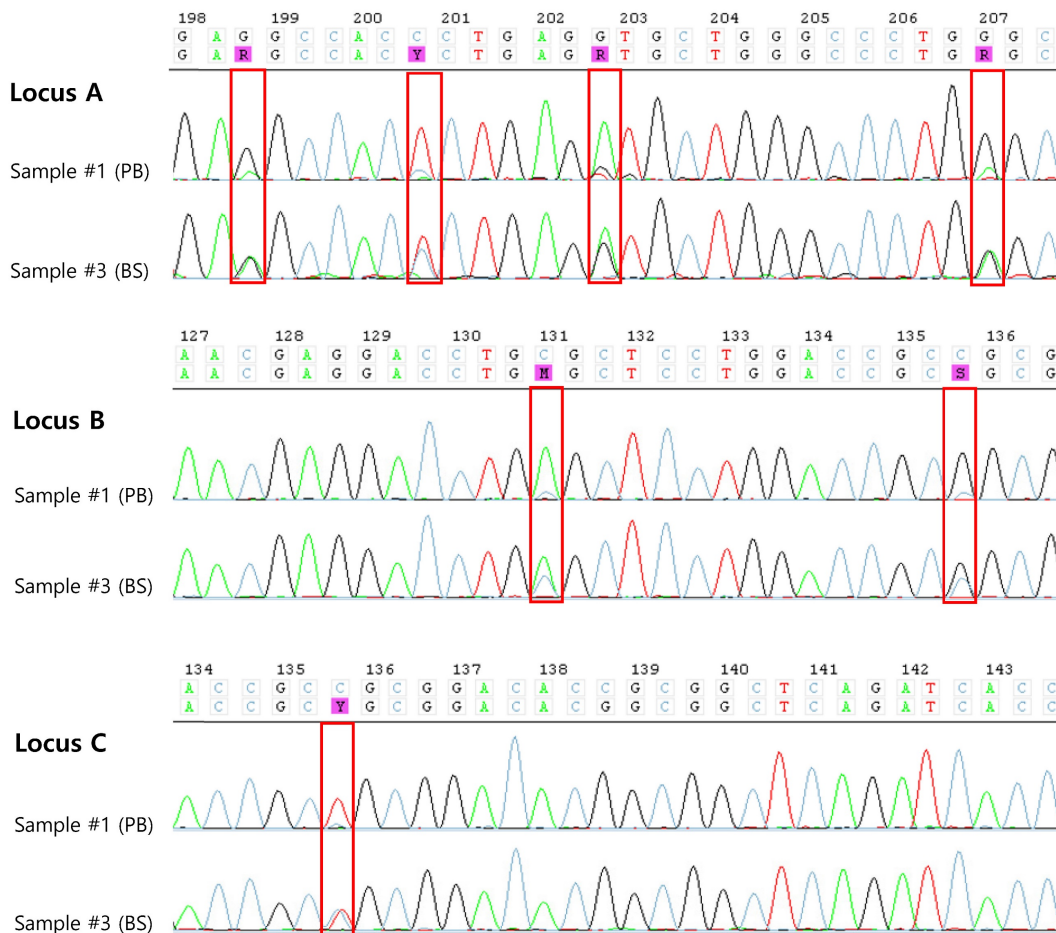 198 199 200 201 202 203 204 205 206 207
G A G G C C A C C C T G A G G T G C T G G G C C C T G G G C
G A R G C C A C Y C T G A G R T G C T G G G C C C T G R G C
Locus A
Sample #1 (PB)
Sample #3 (BS)
127 128 129 130 131 132 133 134 135 136
A A C G A G G A C C T G C G C T C C T G G A C C G C C G C G
A A C G A G G A C C T G M G C T C C T G G A C C G C S G C G
Locus B
Sample #1 (PB)
Sample #3 (BS)
134 135 136 137 138 139 140 141 142 143
A C C G C C G C G G A C A C C G C G G C T C A G A T C A C C
A C C G C Y G C G G A C A C G G C G G C T C A G A T C A C C
Locus C
Sample #1 (PB)
Sample #3 (BS)